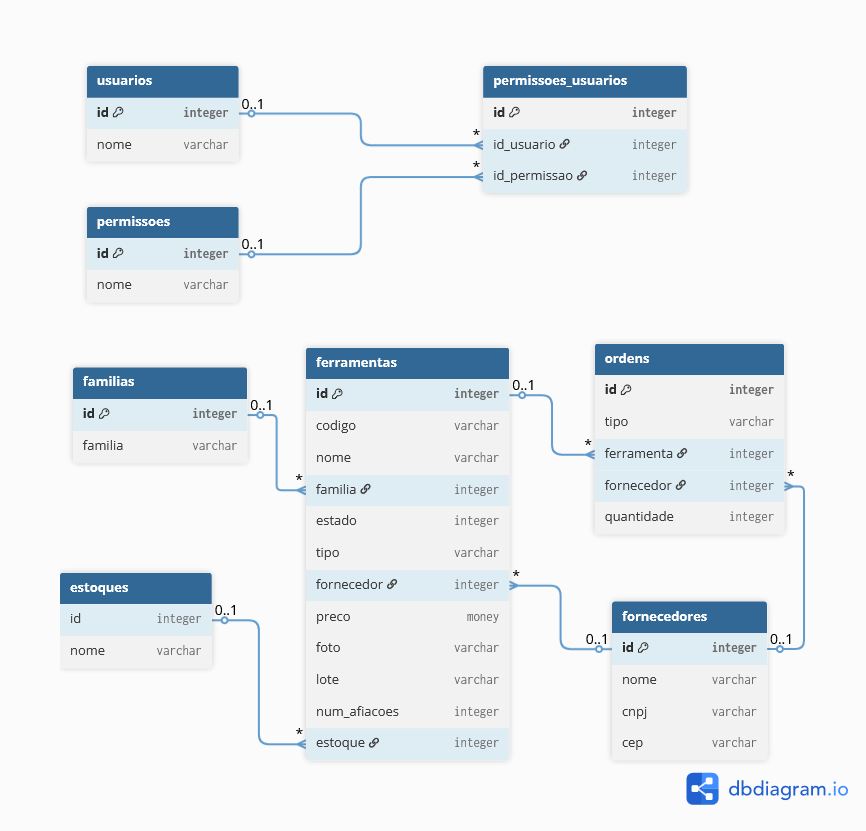 usuarios
id integer
nome varchar
0..1
permissoes_usuarios
id integer
* id_usuario integer
* id_permissao integer
permissoes
id integer
nome varchar
0..1
familias
id integer
familia varchar
0..1
ferramentas
id integer
codigo varchar
nome varchar
* familia integer
estado integer
tipo varchar
fornecedor integer
preco money
foto varchar
lote varchar
num_afiacoes integer
* estoque integer
0..1
*
ordens
id integer
tipo varchar
* ferramenta integer
fornecedor integer *
quantidade integer
estoques
id integer
nome varchar
0..1
fornecedores
0..1 id integer 0..1
nome varchar
cnpj varchar
cep varchar
dbdiagram.io